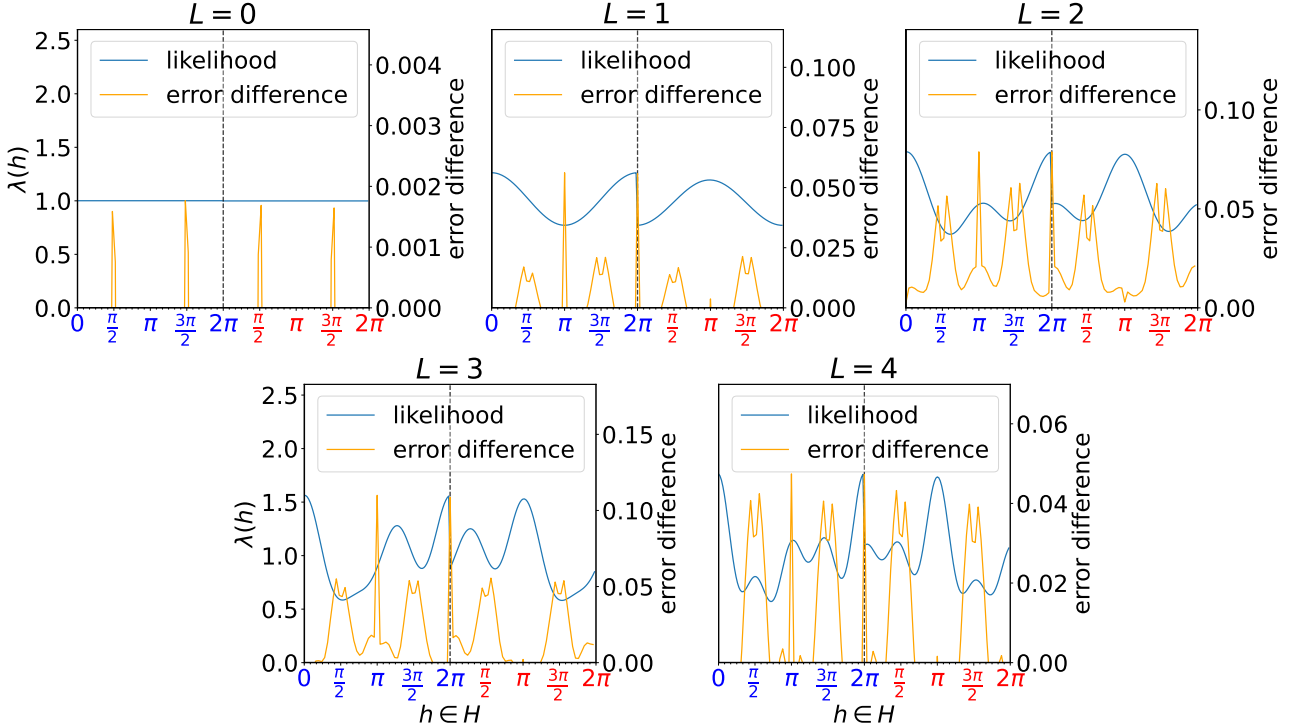 L = 0
L = 1
L = 2
likelihood
error difference
likelihood
error difference
likelihood
error difference
2.5
2.0
1.5
1.0
0.5
0.0
λ(h)
0.004
0.003
0.002
0.001
0.000
error difference
0.100
0.075
0.050
0.025
0.000
error difference
0.10
0.05
0.00
error difference
0 π/2 π 3π/2 2π π/2 π 3π/2 2π
0 π/2 π 3π/2 2π π/2 π 3π/2 2π
0 π/2 π 3π/2 2π π/2 π 3π/2 2π
L = 3
L = 4
likelihood
error difference
likelihood
error difference
2.5
2.0
1.5
1.0
0.5
0.0
λ(h)
0.15
0.10
0.05
0.00
error difference
0.06
0.04
0.02
0.00
error difference
0 π/2 π 3π/2 2π π/2 π 3π/2 2π
0 π/2 π 3π/2 2π π/2 π 3π/2 2π
h ∈ H
h ∈ H